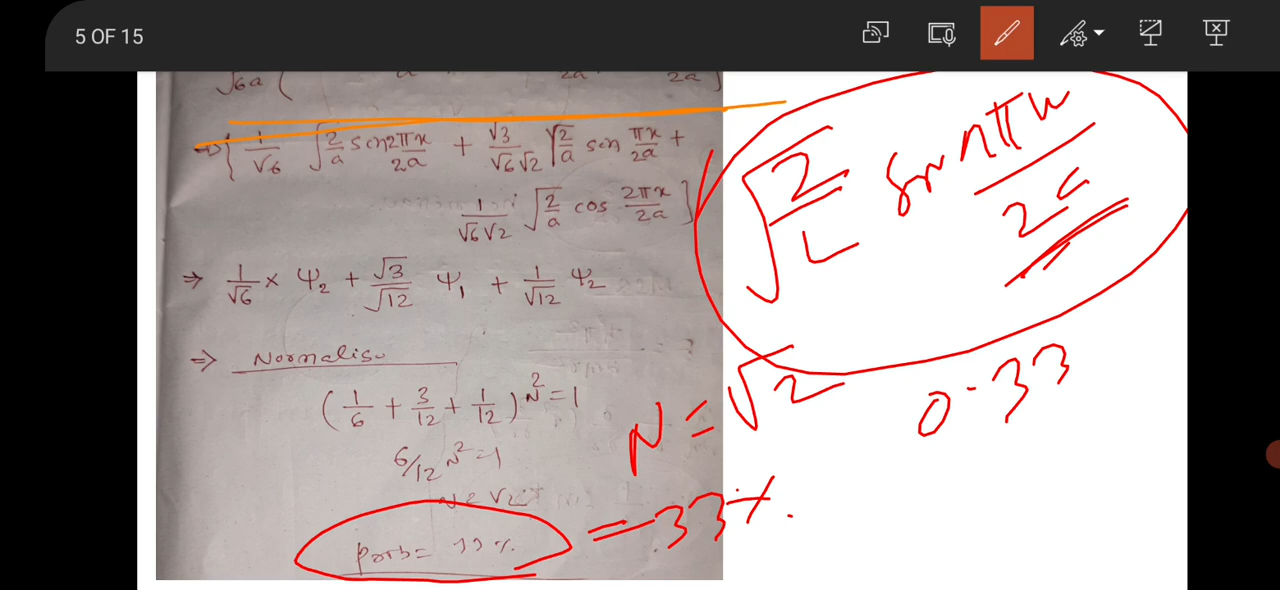 5 OF 15
√6a { a 2a 2a ]
⇒ { 1/√6 √2/a sin 2πx/2a + √3/√6√2 √2/a sin πx/2a +
1/√6√2 √2/a cos 2πx/2a }
⇒ 1/√6 × Ψ2 + √3/√12 Ψ1 + 1/√12 Ψ2
⇒ Normalise
(1/6 + 3/12 + 1/12) N² = 1
6/12 N² = 1
N = √2
= 33 %.
√2/L sin nπx
N = √2
0.33